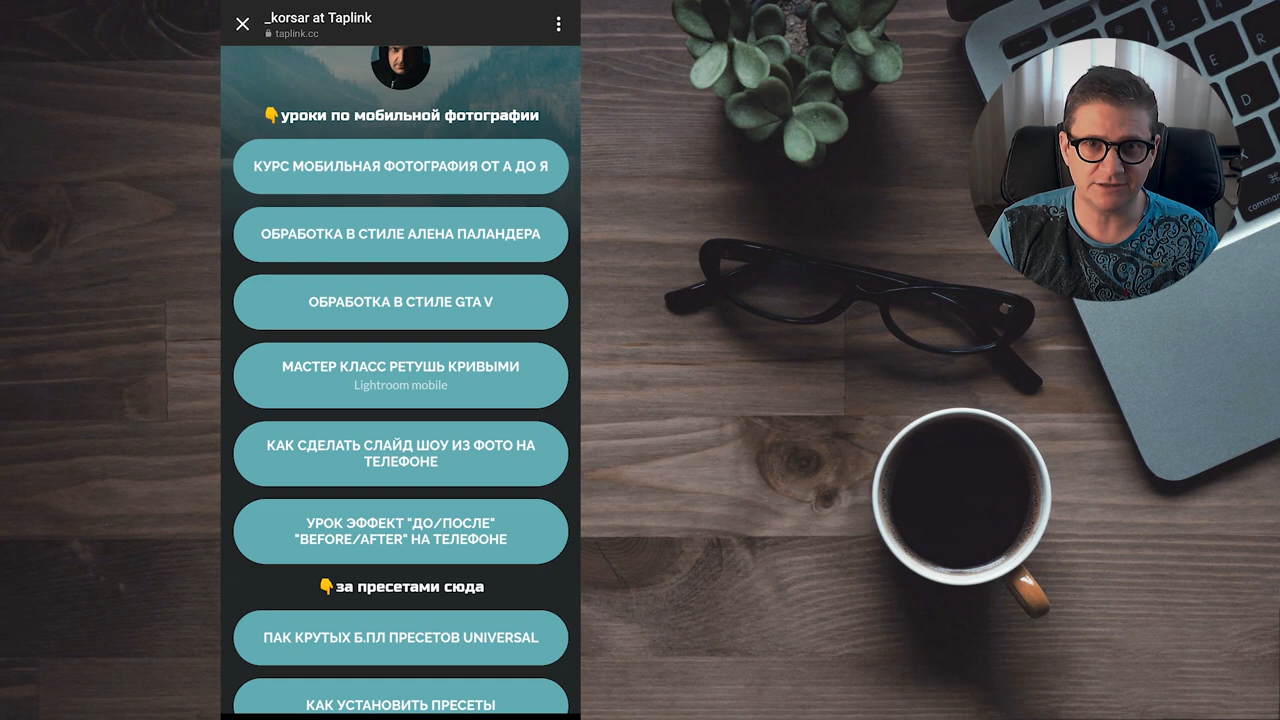 _korsar at Taplink
taplink.cc
👇уроки по мобильной фотографии
КУРС МОБИЛЬНАЯ ФОТОГРАФИЯ ОТ А ДО Я
ОБРАБОТКА В СТИЛЕ АЛЕНА ПАЛАНДЕРА
ОБРАБОТКА В СТИЛЕ GTA V
МАСТЕР КЛАСС РЕТУШЬ КРИВЫМИ
Lightroom mobile
КАК СДЕЛАТЬ СЛАЙД ШОУ ИЗ ФОТО НА
ТЕЛЕФОНЕ
УРОК ЭФФЕКТ "ДО/ПОСЛЕ"
"BEFORE/AFTER" НА ТЕЛЕФОНЕ
👇за пресетами сюда
ПАК КРУТЫХ Б.ПЛ ПРЕСЕТОВ UNIVERSAL
КАК УСТАНОВИТЬ ПРЕСЕТЫ
E
R
D
command